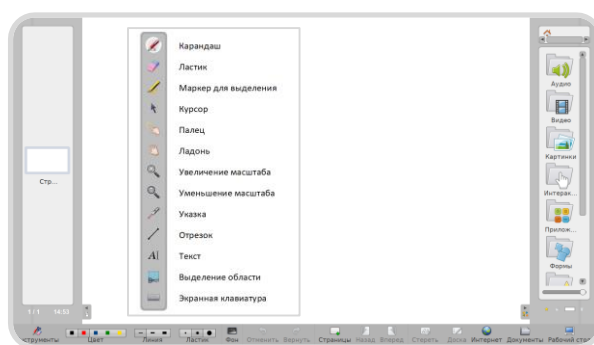 Карандаш
Ластик
Маркер для выделения
Курсор
Палец
Ладонь
Увеличение масштаба
Уменьшение масштаба
Указка
Отрезок
Текст
Выделение области
Экранная клавиатура
Стр...
1/1 14:53
Аудио
Видео
Картинки
Интерак...
Прилож...
Формы
струменты Цвет Линия Ластик Фон Отменить Вернуть Страницы Назад Вперед Стереть Доска Интернет Документы Рабочий сто